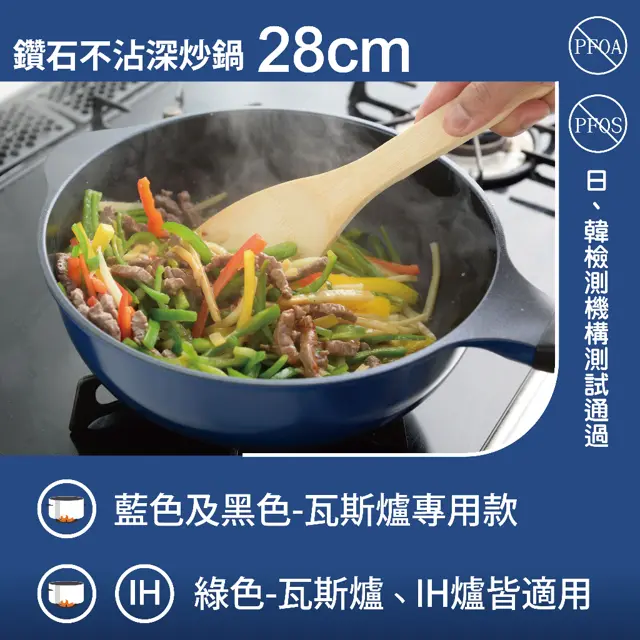 鑽石不沾深炒鍋 28cm
PFOA
PFOS
日、韓檢測機構測試通過
藍色及黑色-瓦斯爐專用款
IH 綠色-瓦斯爐、IH爐皆適用